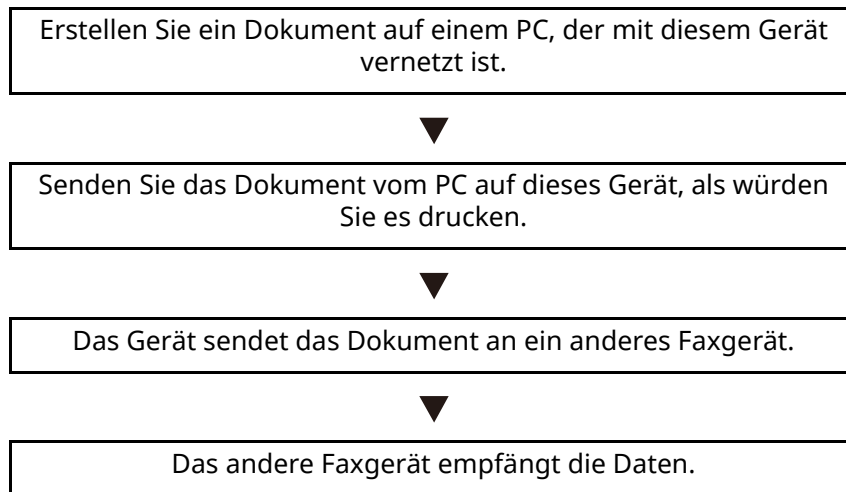 Erstellen Sie ein Dokument auf einem PC, der mit diesem Gerät
vernetzt ist.
Senden Sie das Dokument vom PC auf dieses Gerät, als würden
Sie es drucken.
Das Gerät sendet das Dokument an ein anderes Faxgerät.
Das andere Faxgerät empfängt die Daten.